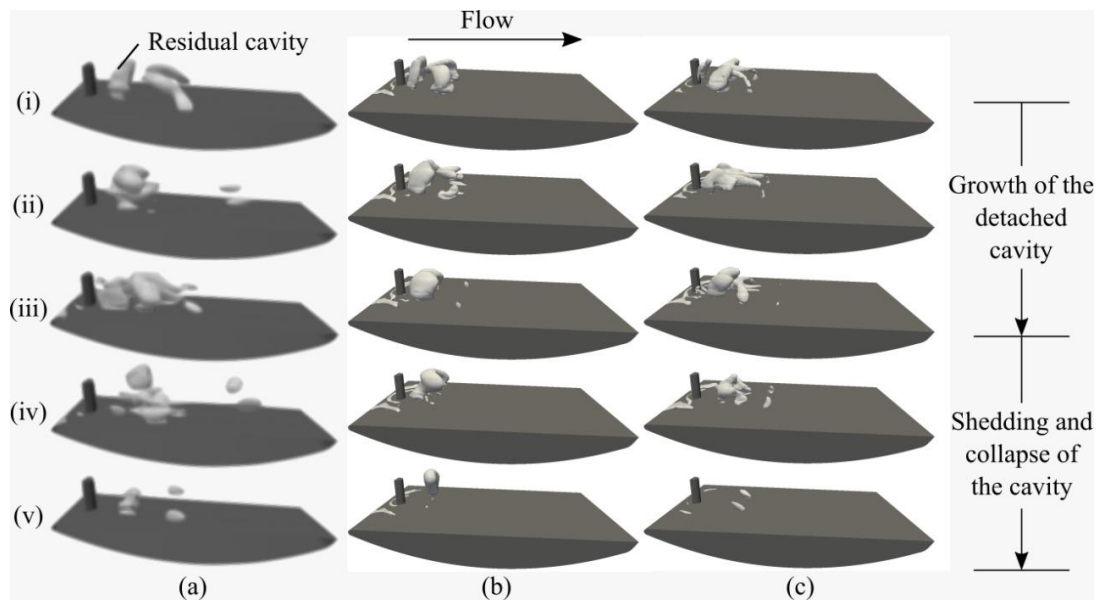 Flow
Residual cavity
(i)
(ii)
(iii)
(iv)
(v)
Growth of the
detached
cavity
Shedding and
collapse of
the cavity
(a)
(b)
(c)